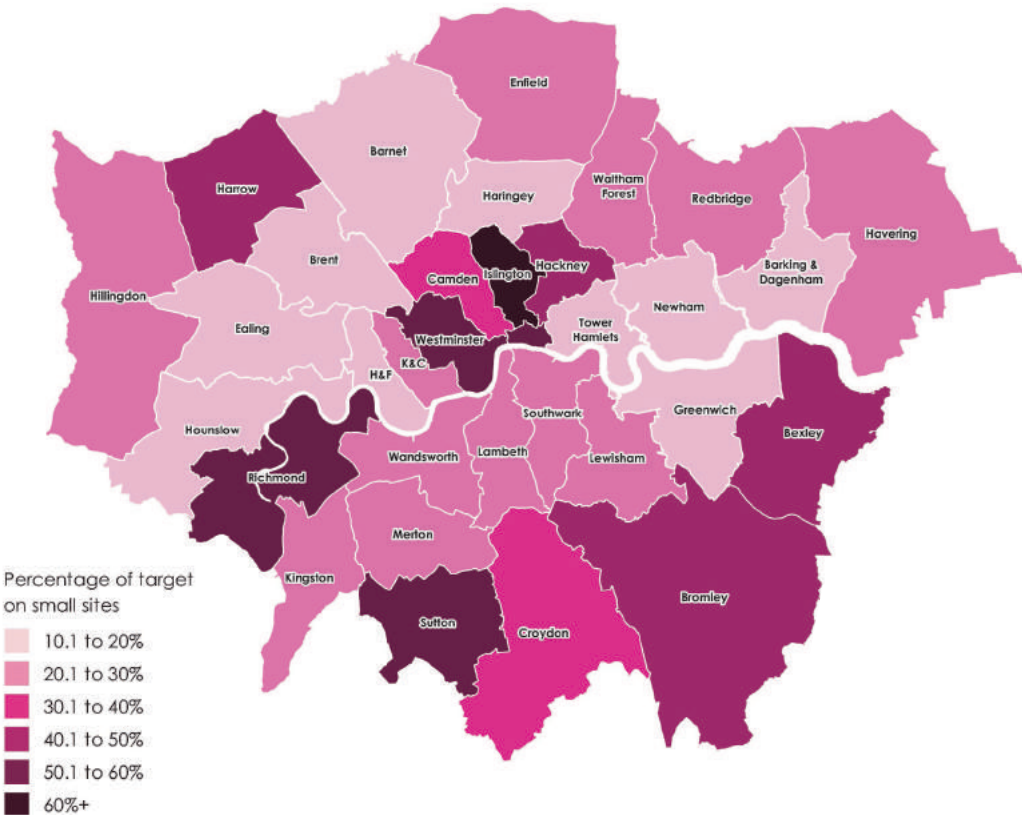 Enfield
Barnet
Harrow
Haringey
Waltham
Forest
Redbridge
Havering
Brent
Camden
Islington
Hackney
Barking &
Dagenham
Hillingdon
Ealing
Westminster
Tower
Hamlets
Newham
K&C
H&F
Southwark
Greenwich
Hounslow
Bexley
Richmond
Wandsworth
Lambeth
Lewisham
Merton
Kingston
Sutton
Croydon
Bromley
Percentage of target
on small sites
10.1 to 20%
20.1 to 30%
30.1 to 40%
40.1 to 50%
50.1 to 60%
60%+